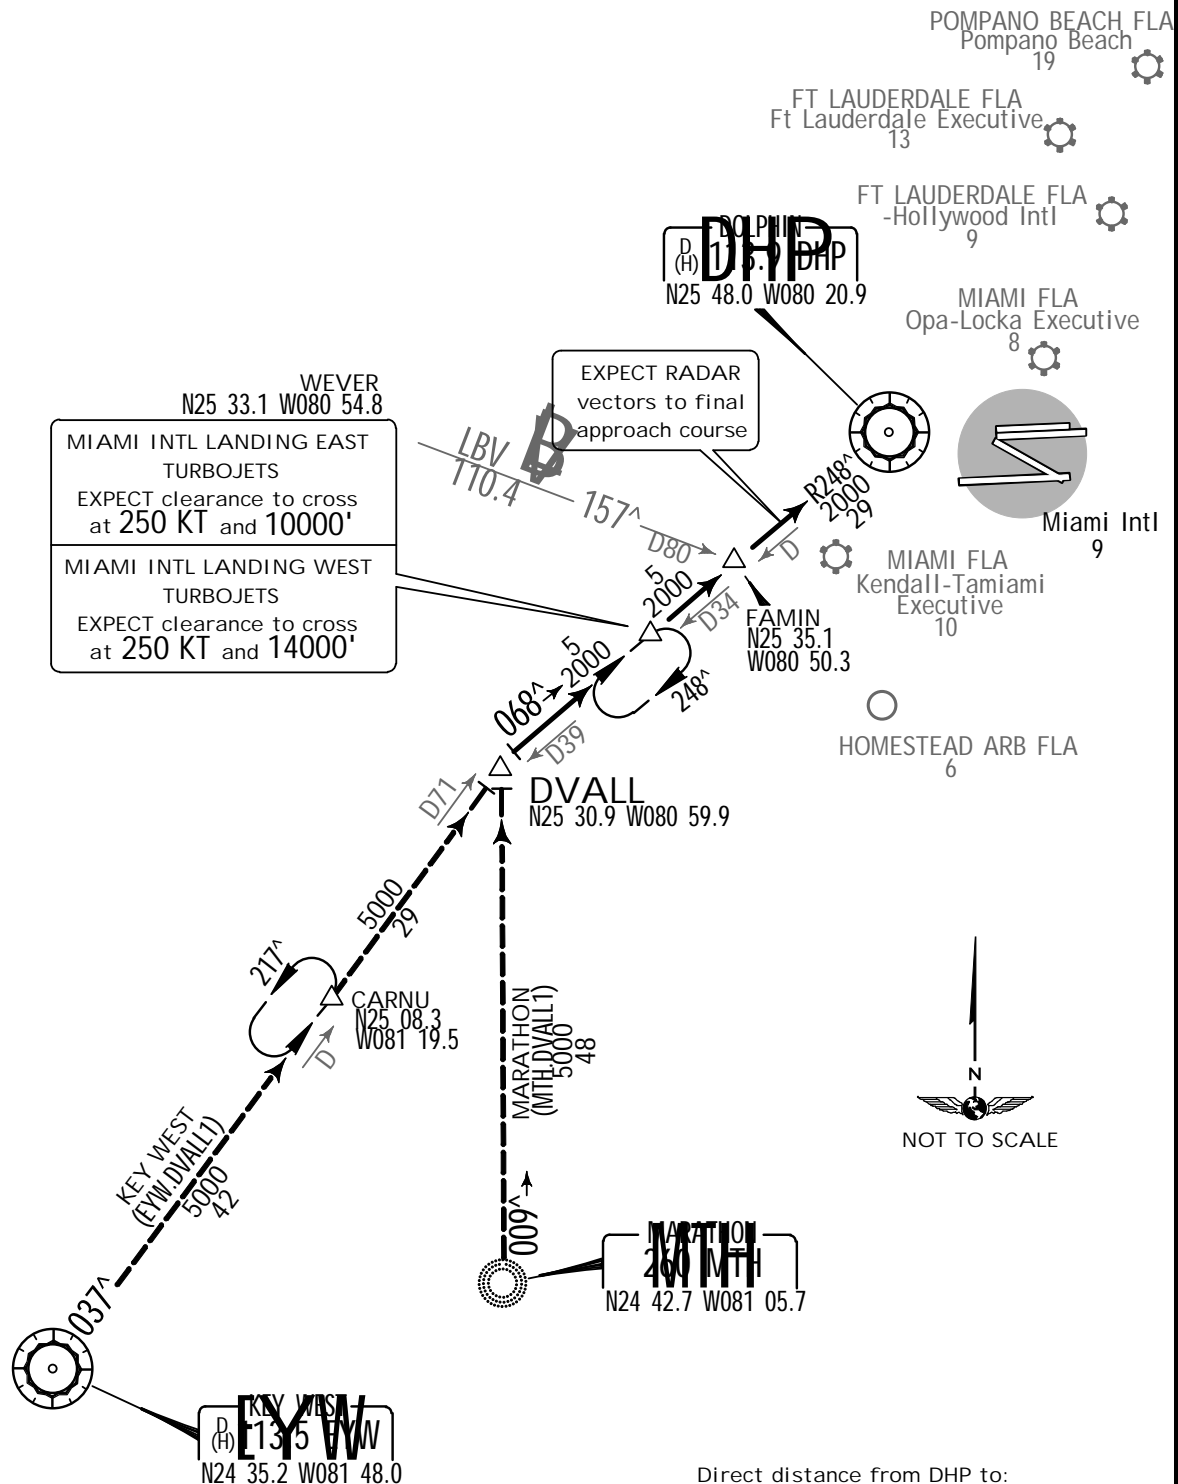 POMPANO BEACH FLA
Pompano Beach
19
FT LAUDERDALE FLA
Ft Lauderdale Executive
13
FT LAUDERDALE FLA
-Hollywood Intl
9
DHP
DOLPHIN
D
(H)
113.9 DHP
N25 48.0 W080 20.9
MIAMI FLA
Opa-Locka Executive
8
WEVER
N25 33.1 W080 54.8
EXPECT RADAR
vectors to final
approach course
MIAMI INTL LANDING EAST
TURBOJETS
EXPECT clearance to cross
at 250 KT and 10000'
MIAMI INTL LANDING WEST
TURBOJETS
EXPECT clearance to cross
at 250 KT and 14000'
LBV
110.4
157^
D80
R248^
2000
29
D
Miami Intl
9
MIAMI FLA
Kendall-Tamiami
Executive
10
5
2000
D34
FAMIN
N25 35.1
W080 50.3
5
2000
068^
248^
D39
HOMESTEAD ARB FLA
6
D71
DVALL
N25 30.9 W080 59.9
5000
29
217^
CARNU
N25 08.3
W081 19.5
D
MARATHON
(MTH.DVALL1)
5000
48
N
NOT TO SCALE
KEY WEST
(EYW.DVALL1)
5000
42
009^
MTH
MARATHON
260 MTH
N24 42.7 W081 05.7
037^
EYW
KEY WEST
D
(H)
113.5 EYW
N24 35.2 W081 48.0
Direct distance from DHP to: